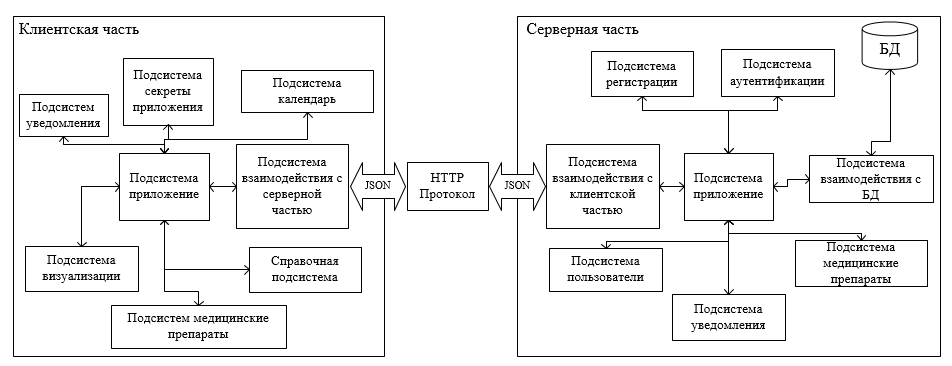 Клиентская часть
Подсистем
уведомления
Подсистема
секреты
приложения
Подсистема
календарь
Подсистема
приложение
Подсистема
взаимодействия с
серверной
частью
Подсистема
визуализации
Справочная
подсистема
Подсистем медицинские
препараты
JSON
HTTP
Протокол
JSON
Серверная часть
Подсистема
регистрации
Подсистема
аутентификации
БД
Подсистема
взаимодействия с
клиентской
частью
Подсистема
приложение
Подсистема
взаимодействия с
БД
Подсистема
пользователи
Подсистема
медицинские
препараты
Подсистема
уведомления